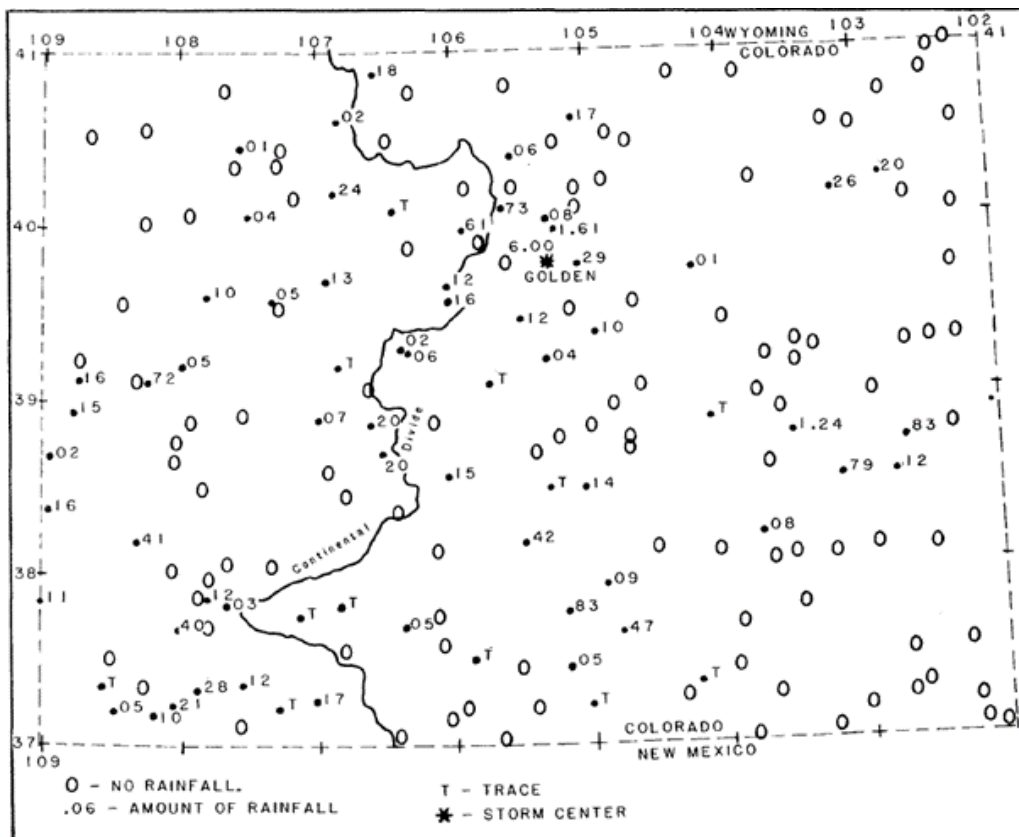 109 108 107 106 105 104 WYOMING 103 102
41 COLORADO 41
.18
.02 .17
.01 .06 .20
.24 .26
.04 T .73 .08
40 .61 1.61
6.00 .29 .01
GOLDEN
.13 .12
.10 .05 .16
.12 .10
.02
.06 .04
.05 T T
.16 .72
39 T T
.15 .07 .20 Divide 1.24 .83
.02 .20 .79 .12
.15 T .14
.16
.41 Continental .42 .08
38 .09
.11 .12 .03 T T .83
.40 .05 .47
T .05
T .28 .12 T
.05 .21 T .17 T
.10
37 COLORADO
109 NEW MEXICO
O - NO RAINFALL. T - TRACE
.06 - AMOUNT OF RAINFALL * - STORM CENTER